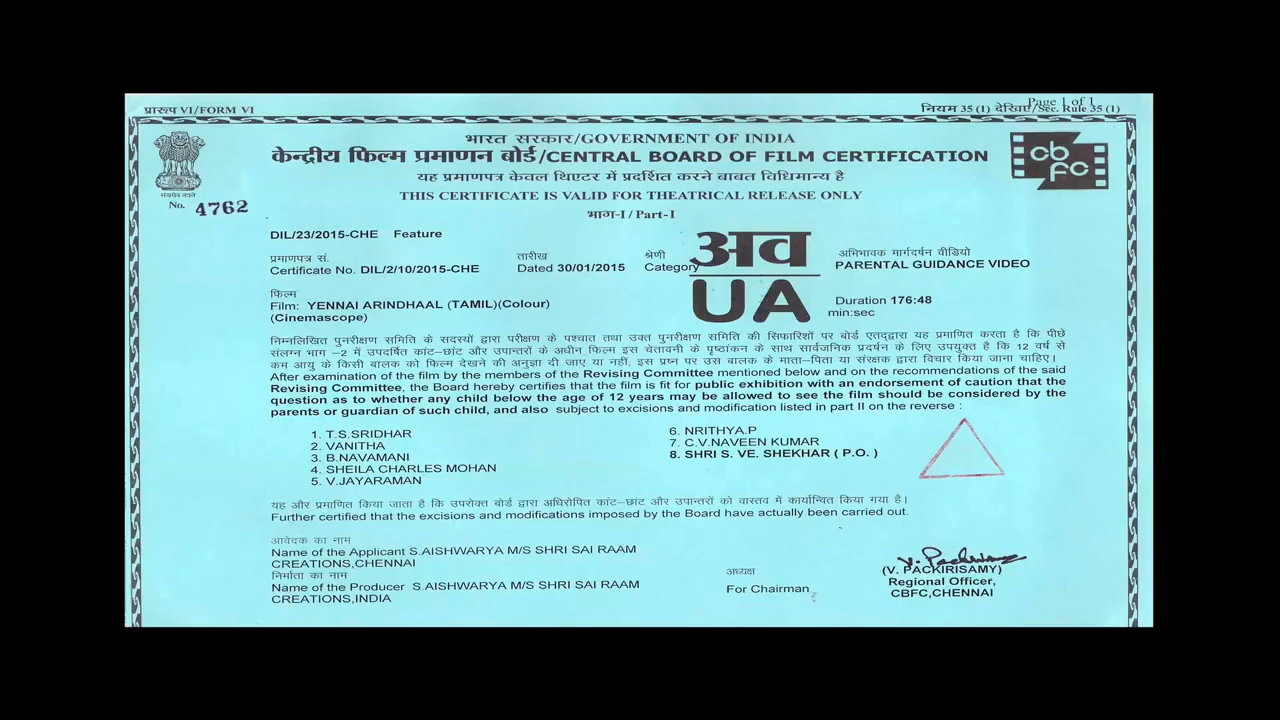 प्रारूप VI/FORM VI
Page 1 of 1
नियम 35 (1) देखिए/Sec. Rule 35 (1)
भारत सरकार/GOVERNMENT OF INDIA
केन्द्रीय फिल्म प्रमाणन बोर्ड/CENTRAL BOARD OF FILM CERTIFICATION
cb
fc
यह प्रमाणपत्र केवल थिएटर में प्रदर्शित करने बाबत विधिमान्य है
THIS CERTIFICATE IS VALID FOR THEATRICAL RELEASE ONLY
सत्यमेव जयते
No. 4762
भाग-I / Part-I
DIL/23/2015-CHE Feature
प्रमाणपत्र सं. तारीख श्रेणी अव अभिभावक मार्गदर्शन वीडियो
Certificate No. DIL/2/10/2015-CHE Dated 30/01/2015 Category PARENTAL GUIDANCE VIDEO
फिल्म UA Duration 176:48
Film: YENNAI ARINDHAAL (TAMIL)(Colour) min:sec
(Cinemascope)
निम्नलिखित पुनरीक्षण समिति के सदस्यों द्वारा परीक्षण के पश्चात तथा उक्त पुनरीक्षण समिति की सिफारिशों पर बोर्ड एतद्द्वारा यह प्रमाणित करता है कि पीछे
संलग्न भाग –2 में उपदर्षित कांट–छांट और उपान्तरों के अधीन फिल्म इस चेतावनी के पृष्ठांकन के साथ सार्वजनिक प्रदर्षन के लिए उपयुक्त है कि 12 वर्ष से
कम आयु के किसी बालक को फिल्म देखने की अनुज्ञा दी जाए या नहीं, इस प्रश्न पर उस बालक के माता–पिता या संरक्षक द्वारा विचार किया जाना चाहिए।
After examination of the film by the members of the Revising Committee mentioned below and on the recommendations of the said
Revising Committee, the Board hereby certifies that the film is fit for public exhibition with an endorsement of caution that the
question as to whether any child below the age of 12 years may be allowed to see the film should be considered by the
parents or guardian of such child, and also subject to excisions and modification listed in part II on the reverse :
1. T.S.SRIDHAR
2. VANITHA
3. B.NAVAMANI
4. SHEILA CHARLES MOHAN
5. V.JAYARAMAN
6. NRITHYA.P
7. C.V.NAVEEN KUMAR
8. SHRI S. VE. SHEKHAR ( P.O. )
यह और प्रमाणित किया जाता है कि उपरोक्त बोर्ड द्वारा अधिरोपित कांट–छांट और उपान्तरों को वास्तव में कार्यान्वित किया गया है।
Further certified that the excisions and modifications imposed by the Board have actually been carried out.
आवेदक का नाम
Name of the Applicant S.AISHWARYA M/S SHRI SAI RAAM
CREATIONS,CHENNAI
निर्माता का नाम
Name of the Producer S.AISHWARYA M/S SHRI SAI RAAM
CREATIONS,INDIA
अध्यक्ष
For Chairman
V. Packirisamy
(V. PACKIRISAMY)
Regional Officer,
CBFC,CHENNAI